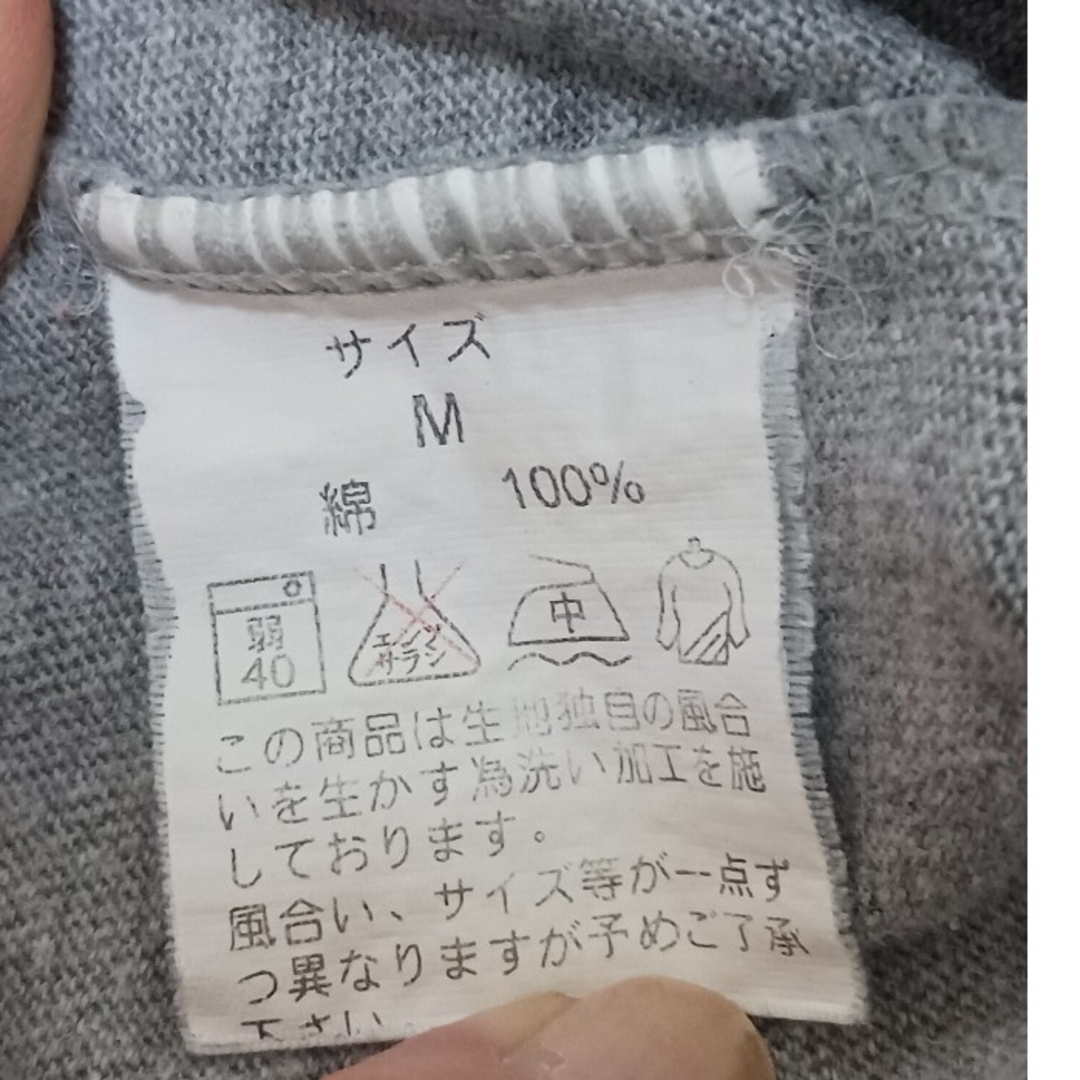 サイズ
M
綿 100%
弱
40
エンソ
サラシ
中
この商品は生地独自の風合
いを生かす為洗い加工を施
しております。
風合い、サイズ等が一点ず
つ異なりますが予めご了承
下さい。